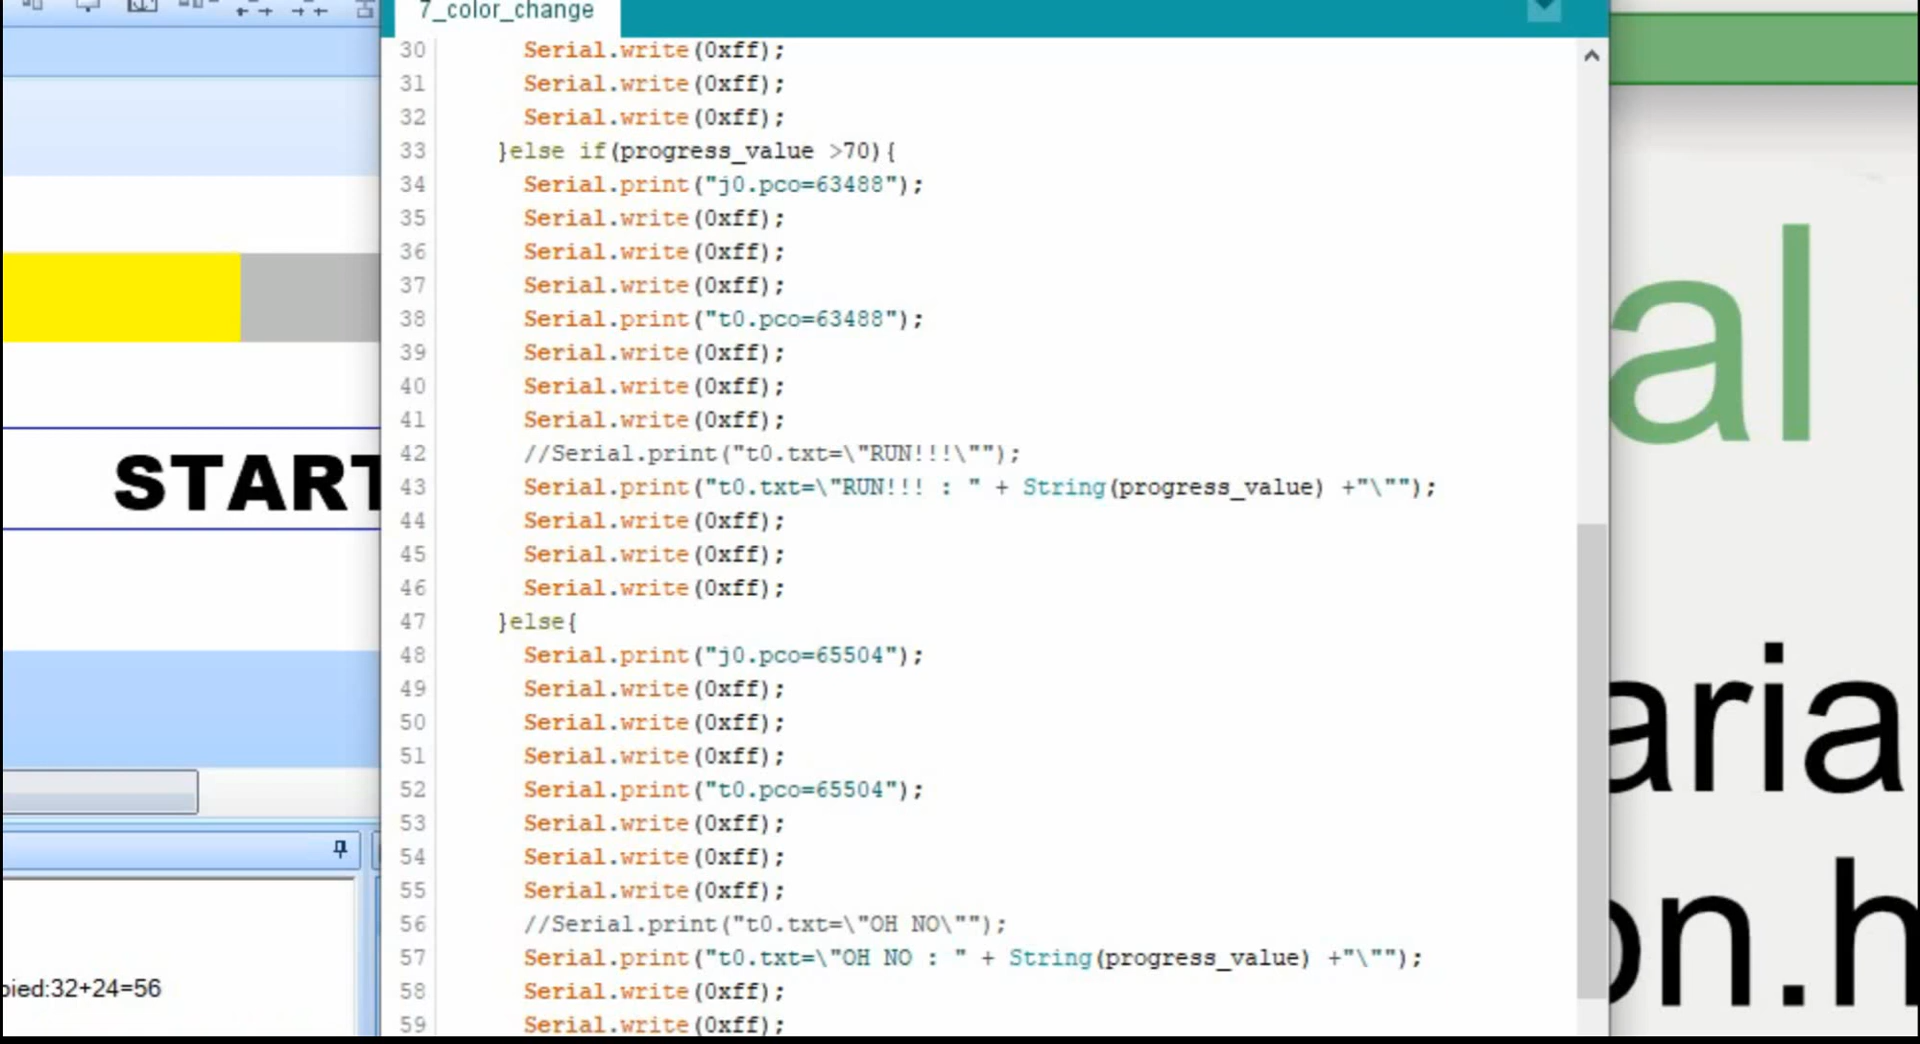 7_color_change
30 Serial.write(0xff);
31 Serial.write(0xff);
32 Serial.write(0xff);
33 }else if(progress_value >70){
34 Serial.print("j0.pco=63488");
35 Serial.write(0xff);
36 Serial.write(0xff);
37 Serial.write(0xff);
38 Serial.print("t0.pco=63488");
39 Serial.write(0xff);
40 Serial.write(0xff);
41 Serial.write(0xff);
42 //Serial.print("t0.txt=\"RUN!!!\"");
43 Serial.print("t0.txt=\"RUN!!! : " + String(progress_value) +"\"");
44 Serial.write(0xff);
45 Serial.write(0xff);
46 Serial.write(0xff);
47 }else{
48 Serial.print("j0.pco=65504");
49 Serial.write(0xff);
50 Serial.write(0xff);
51 Serial.write(0xff);
52 Serial.print("t0.pco=65504");
53 Serial.write(0xff);
54 Serial.write(0xff);
55 Serial.write(0xff);
56 //Serial.print("t0.txt=\"OH NO\"");
57 Serial.print("t0.txt=\"OH NO : " + String(progress_value) +"\"");
58 Serial.write(0xff);
59 Serial.write(0xff);
START
pied:32+24=56
al
aria
on.h